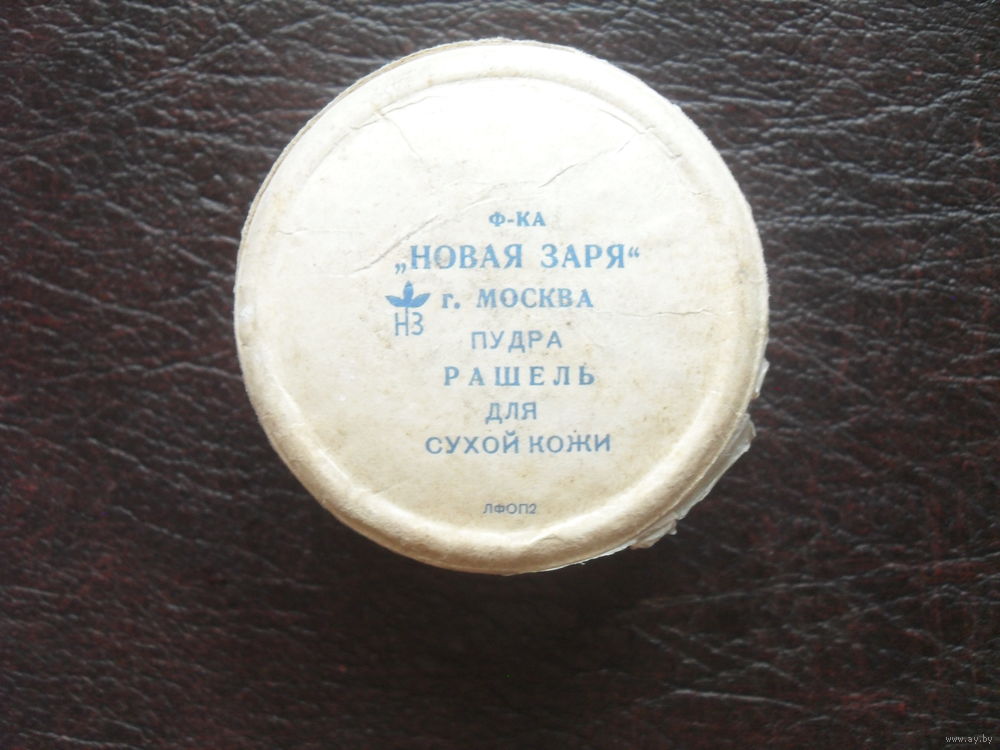 Ф-КА
„НОВАЯ ЗАРЯ“
г. МОСКВА
НЗ
ПУДРА
РАШЕЛЬ
ДЛЯ
СУХОЙ КОЖИ
ЛФОП2
www.ay.by